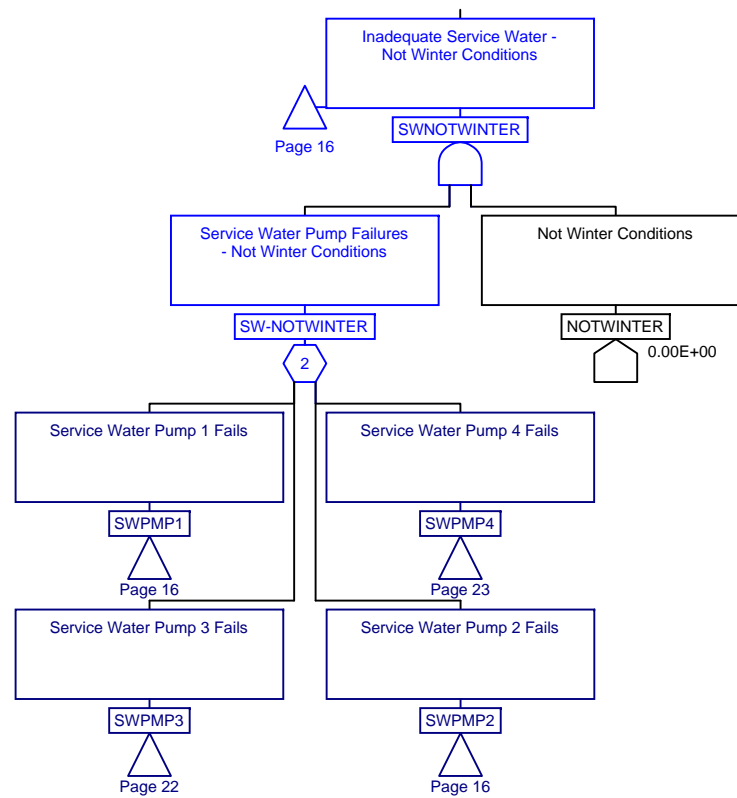 Inadequate Service Water -
Not Winter Conditions
Page 16
SWNOTWINTER
Service Water Pump Failures
- Not Winter Conditions
Not Winter Conditions
SW-NOTWINTER
NOTWINTER
0.00E+00
2
Service Water Pump 1 Fails
Service Water Pump 4 Fails
SWPMP1
SWPMP4
Page 16
Page 23
Service Water Pump 3 Fails
Service Water Pump 2 Fails
SWPMP3
SWPMP2
Page 22
Page 16